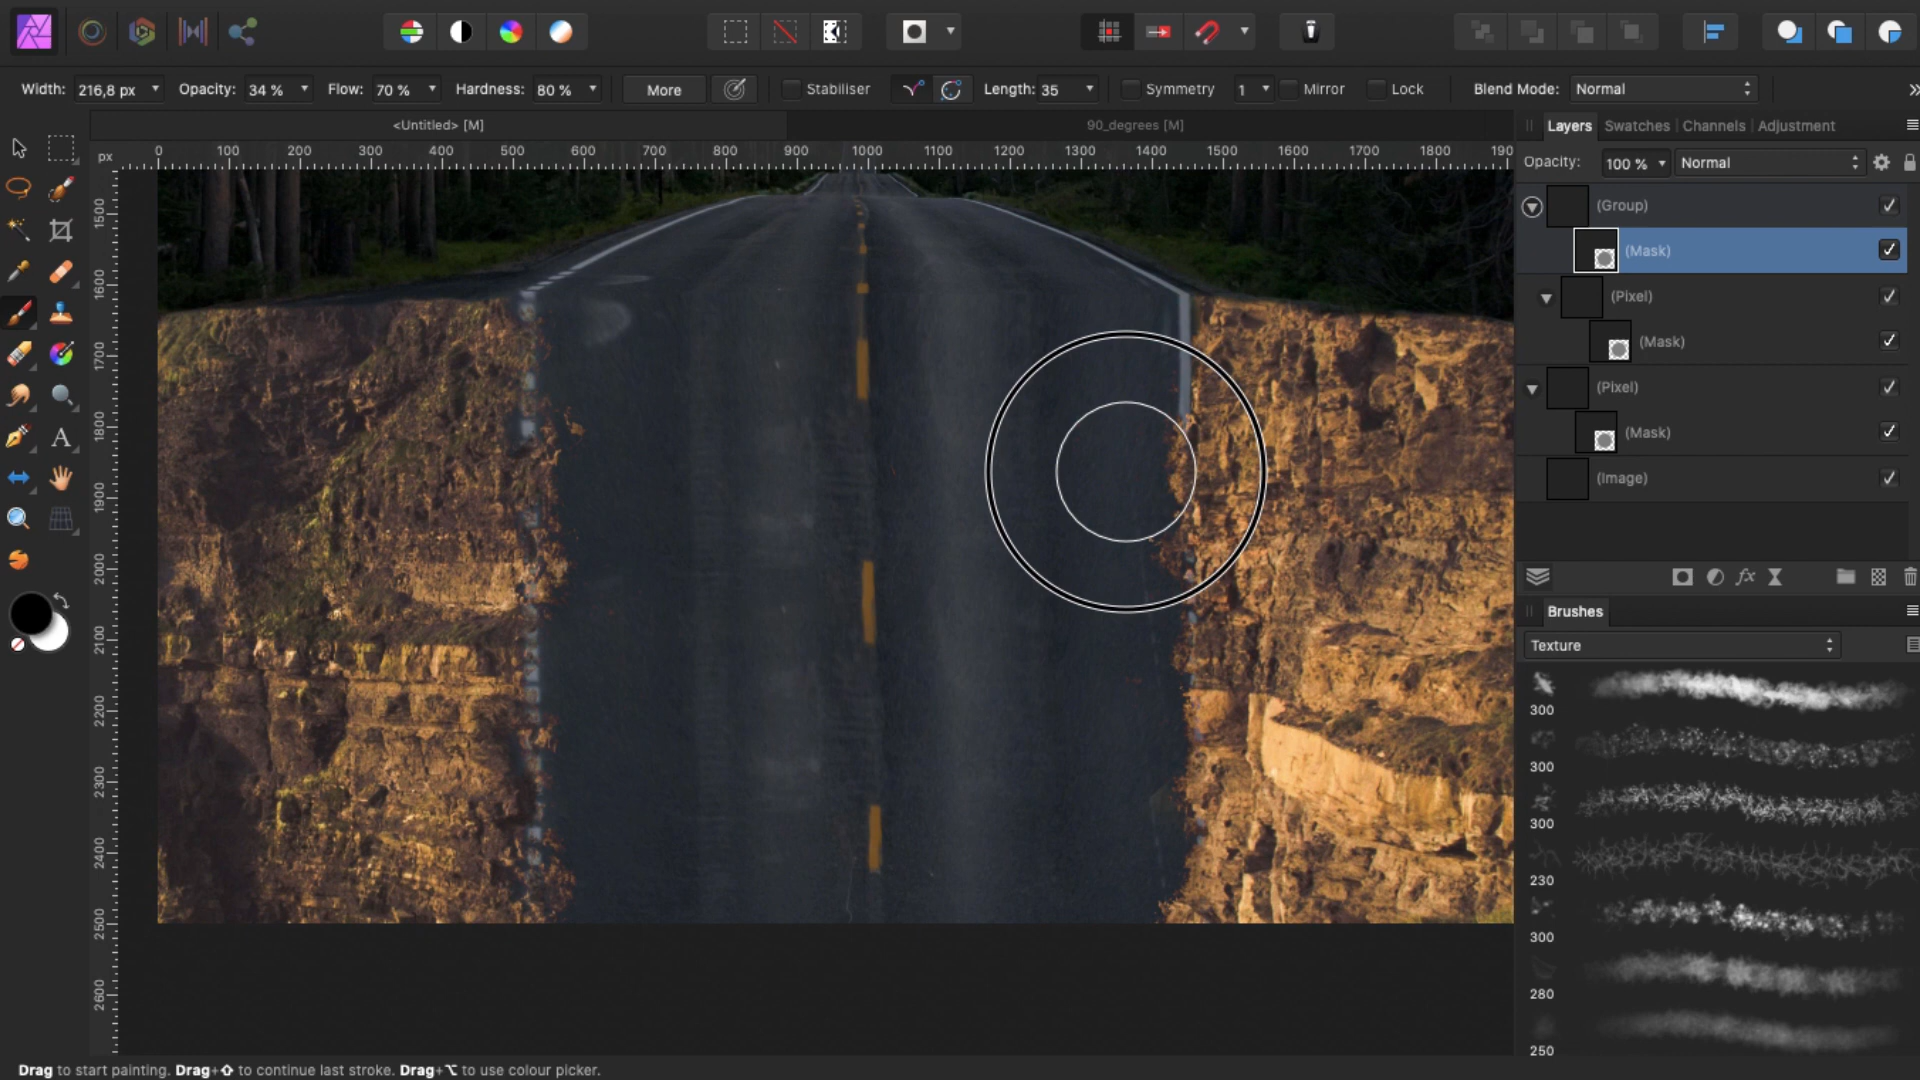 Width: 216,8 px Opacity: 34 % Flow: 70 % Hardness: 80 % More Stabiliser Length: 35 Symmetry 1 Mirror Lock Blend Mode: Normal
<Untitled> [M] 90_degrees [M]
Layers Swatches Channels Adjustment
px 0 100 200 300 400 500 600 700 800 900 1000 1100 1200 1300 1400 1500 1600 1700 1800 190
Opacity: 100 % Normal
(Group)
(Mask)
(Pixel)
(Mask)
(Pixel)
(Mask)
(Image)
1500
1600
1700
1800
1900
2000
2100
2200
2300
2400
2500
2600
A
fx
Brushes
Texture
300
300
300
230
300
280
250
Drag to start painting. Drag+⇧ to continue last stroke. Drag+⌥ to use colour picker.